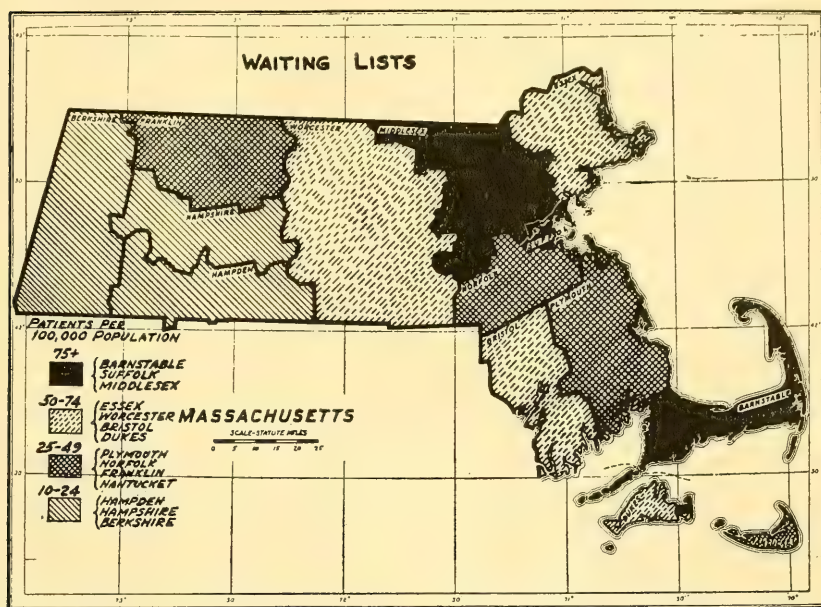 WAITING LISTS
BERKSHIRE
FRANKLIN
WORCESTER
MIDDLESEX
ESSEX
HAMPSHIRE
HAMPDEN
NORFOLK
BRISTOL
PLYMOUTH
BARNSTABLE
PATIENTS PER
100,000 POPULATION
75+
BARNSTABLE
SUFFOLK
MIDDLESEX
50-74
ESSEX
WORCESTER
BRISTOL
DUKES
25-49
PLYMOUTH
NORFOLK
FRANKLIN
NANTUCKET
10-24
HAMPDEN
HAMPSHIRE
BERKSHIRE
MASSACHUSETTS
SCALE-STATUTE MILES
0 5 10 15 20 25